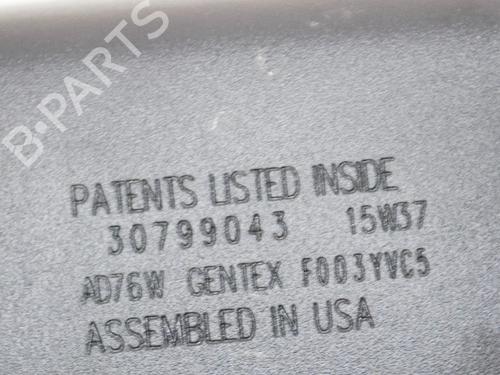 B-PARTS
PATENTS LISTED INSIDE
30799043 15W37
AD76W GENTEX F003YVC5
ASSEMBLED IN USA